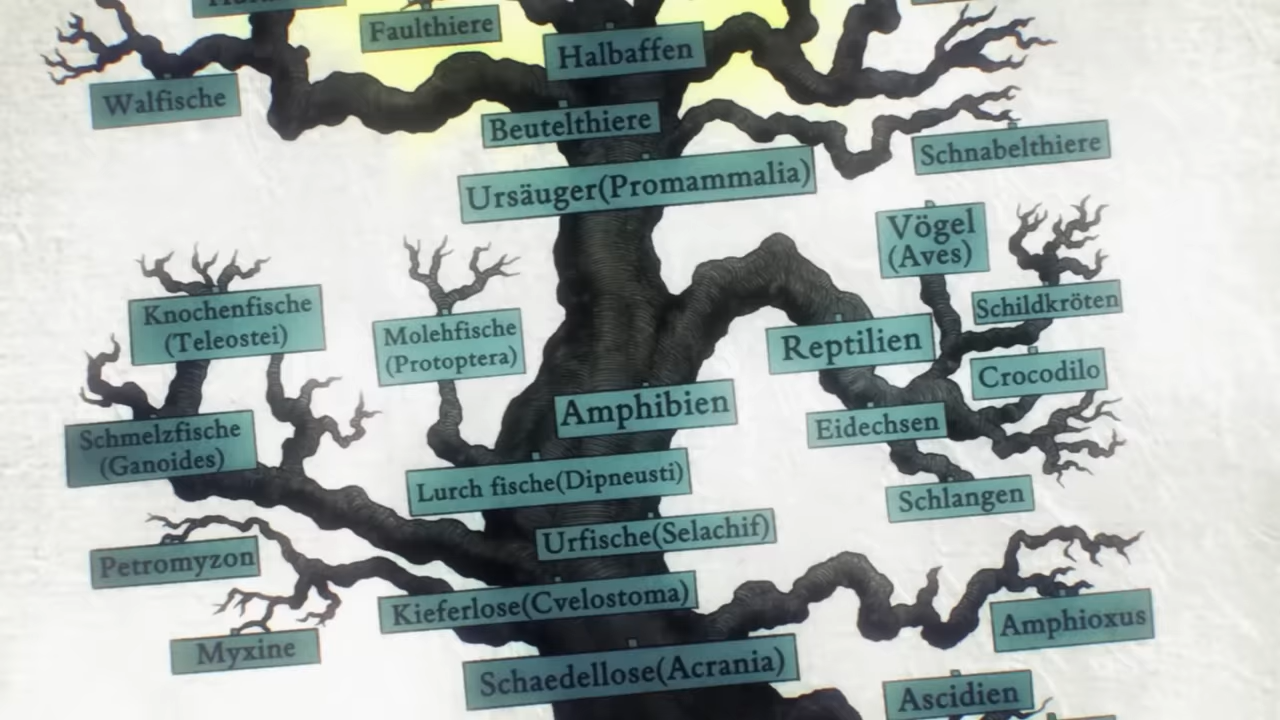 Faulthiere
Halbaffen
Walfische
Beutelthiere
Schnabelthiere
Ursäuger(Promammalia)
Vögel
(Aves)
Knochenfische
(Teleostei)
Molehfische
(Protoptera)
Schildkröten
Reptilien
Crocodilo
Amphibien
Eidechsen
Schmelzfische
(Ganoides)
Lurch fische(Dipneusti)
Schlangen
Urfische(Selachif)
Petromyzon
Kieferlose(Cvelostoma)
Amphioxus
Myxine
Schaedellose(Acrania)
Ascidien